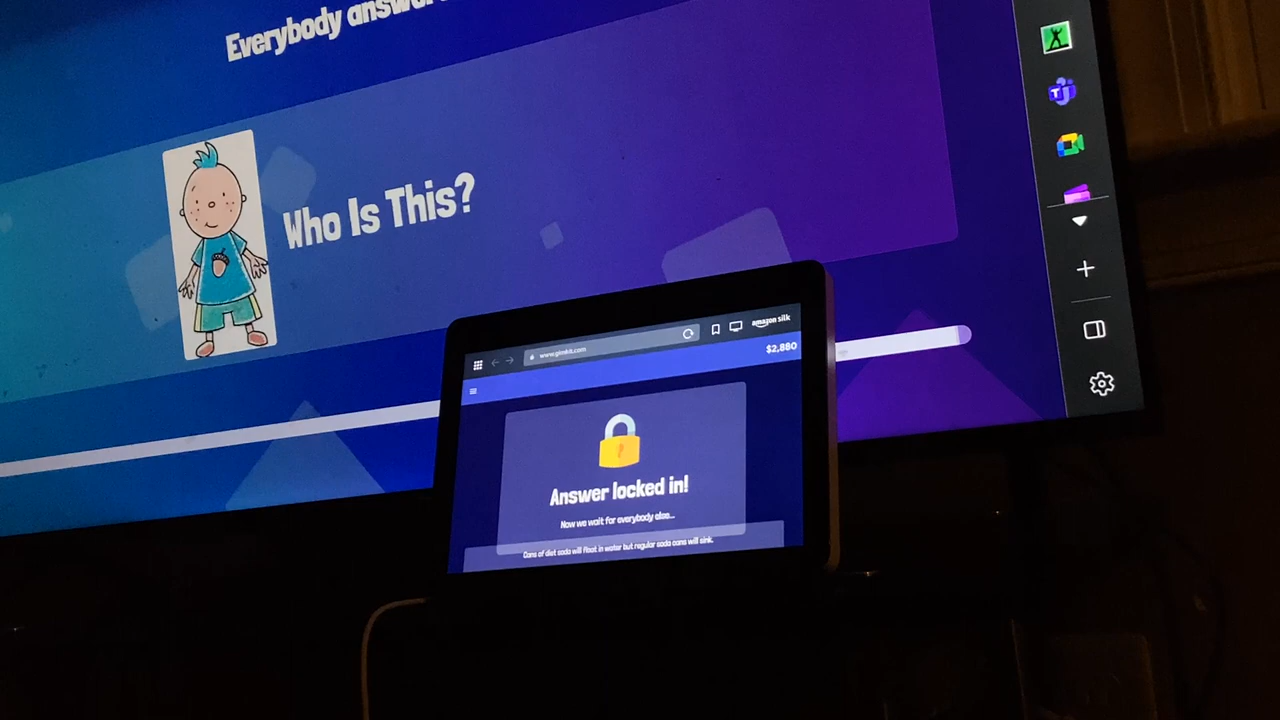 Everybody answer
Who Is This?
www.gimkit.com
amazon silk
$2,880
Answer locked in!
Now we wait for everybody else...
Cans of diet soda will float in water but regular soda cans will sink.